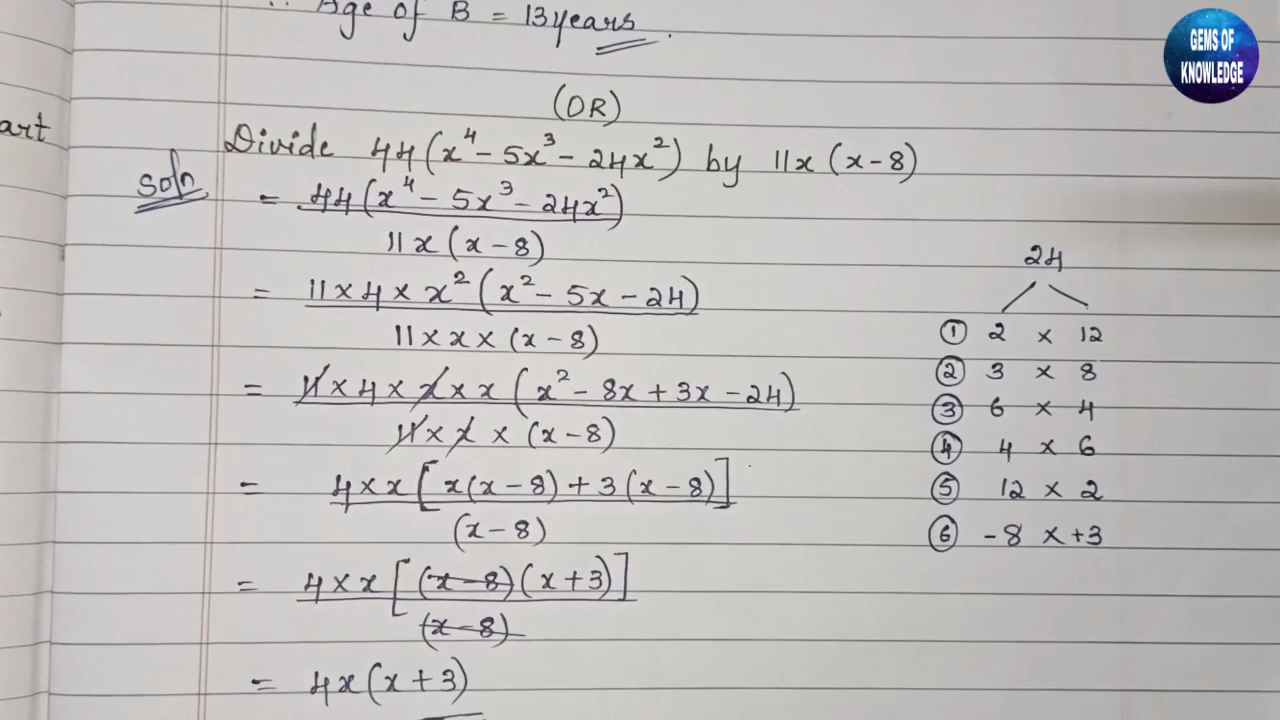 ∴ Age of B = 13years.
GEMS OF
KNOWLEDGE
(OR)
art
Divide 44(x⁴ - 5x³ - 24x²) by 11x(x-8)
Soln
= 44(x⁴ - 5x³ - 24x²)
11x(x-8)
= 11 × 4 × x²(x² - 5x - 24)
11 × x × (x-8)
= 11 × 4 × x × x (x² - 8x + 3x - 24)
11 × x × (x-8)
= 4 × x [x(x-8) + 3(x-8)]
(x-8)
= 4 × x [(x-8)(x+3)]
(x-8)
= 4x(x+3)
24
① 2 × 12
② 3 × 8
③ 6 × 4
④ 4 × 6
⑤ 12 × 2
⑥ -8 × +3